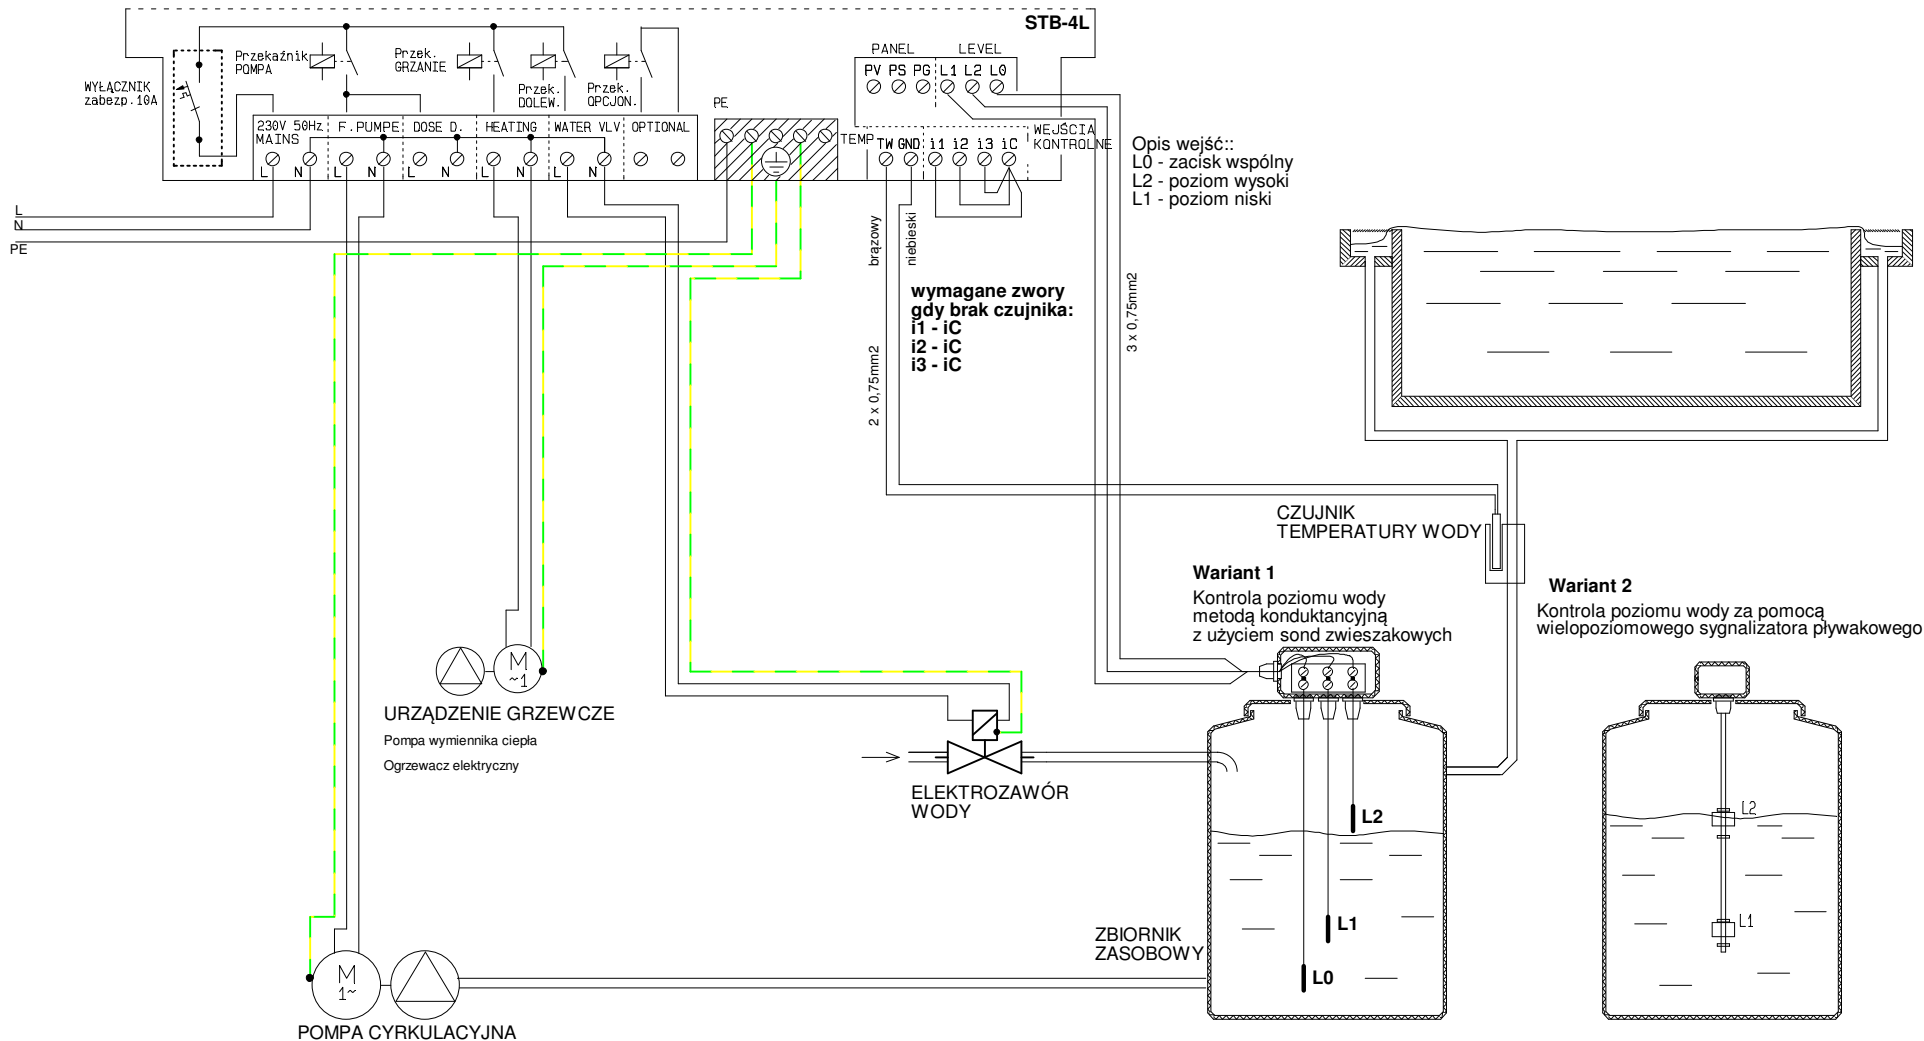 STB-4L
Przekaźnik
POMPA
Przek.
GRZANIE
Przek.
DOLEW.
Przek.
OPCJON.
WYŁĄCZNIK
zabezp.10A
PANEL LEVEL
PV PS PG L1 L2 L0
PE
230V 50Hz
MAINS
F.PUMPE
DOSE D.
HEATING
WATER VLV
OPTIONAL
L N L N L N L N L N
TEMP
TW GND i1 i2 i3 iC
WEJŚCIA
KONTROLNE
Opis wejść::
L0 - zacisk wspólny
L2 - poziom wysoki
L1 - poziom niski
L
N
PE
brązowy
niebieski
wymagane zwory
gdy brak czujnika:
i1 - iC
i2 - iC
i3 - iC
2 x 0,75mm2
3 x 0,75mm2
CZUJNIK
TEMPERATURY WODY
Wariant 1
Kontrola poziomu wody
metodą konduktancyjną
z użyciem sond zwieszakowych
Wariant 2
Kontrola poziomu wody za pomocą
wielopoziomowego sygnalizatora pływakowego
M
~1
URZĄDZENIE GRZEWCZE
Pompa wymiennika ciepła
Ogrzewacz elektryczny
ELEKTROZAWÓR
WODY
L2
L1
L0
L2
L1
ZBIORNIK
ZASOBOWY
M
1~
POMPA CYRKULACYJNA